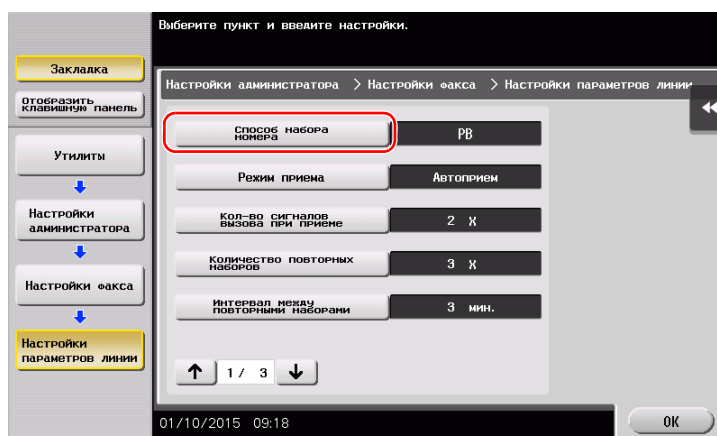 Выберите пункт и введите настройки.
Закладка
Отобразить
клавишную панель
Утилиты
Настройки
администратора
Настройки факса
Настройки
параметров линии
Настройки администратора > Настройки факса > Настройки параметров линии
Способ набора
номера
PB
Режим приема
Автоприем
Кол-во сигналов
вызова при приеме
2 X
Количество повторных
наборов
3 X
Интервал между
повторными наборами
3 мин.
1/ 3
01/10/2015 09:18
OK